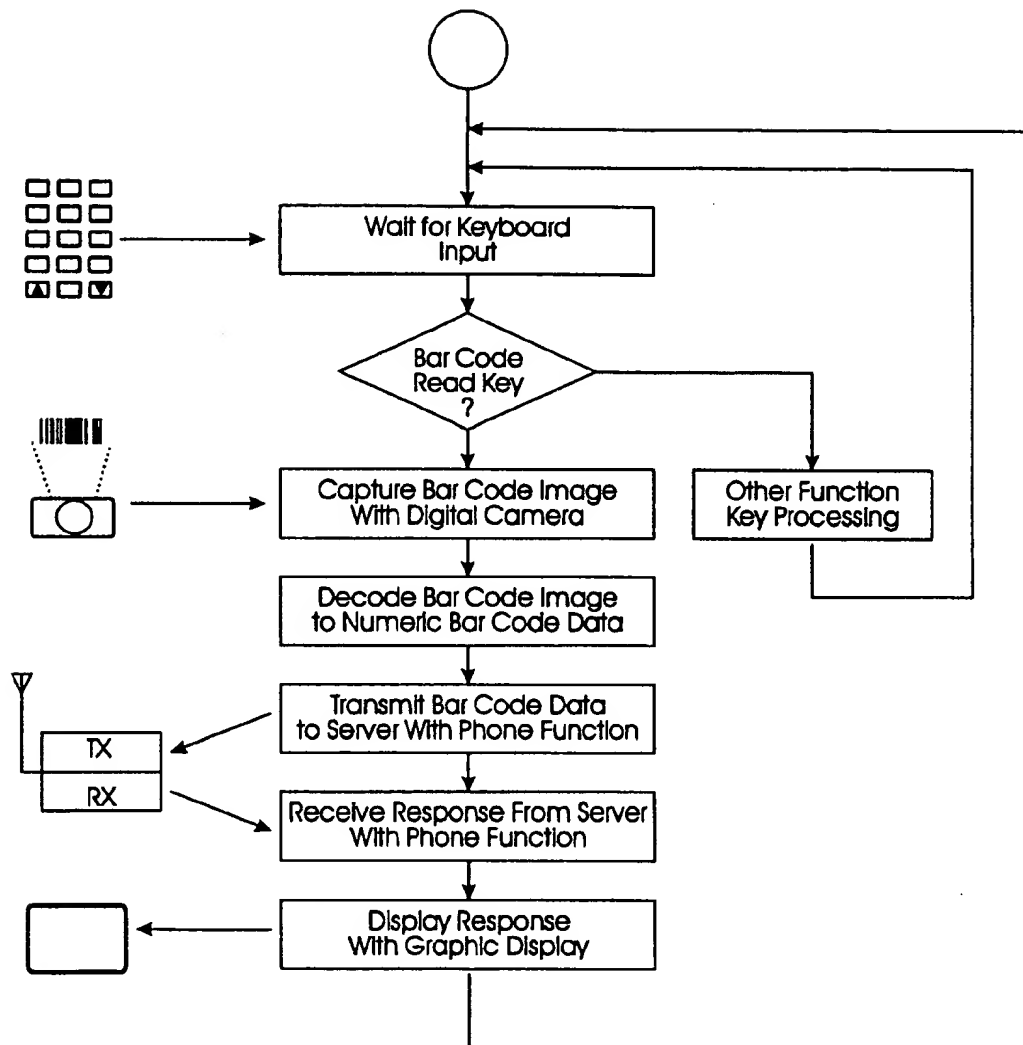 Wait for Keyboard
Input
Bar Code
Read Key
?
Capture Bar Code Image
With Digital Camera
Other Function
Key Processing
Decode Bar Code Image
to Numeric Bar Code Data
Transmit Bar Code Data
to Server With Phone Function
TX
RX
Receive Response From Server
With Phone Function
Display Response
With Graphic Display